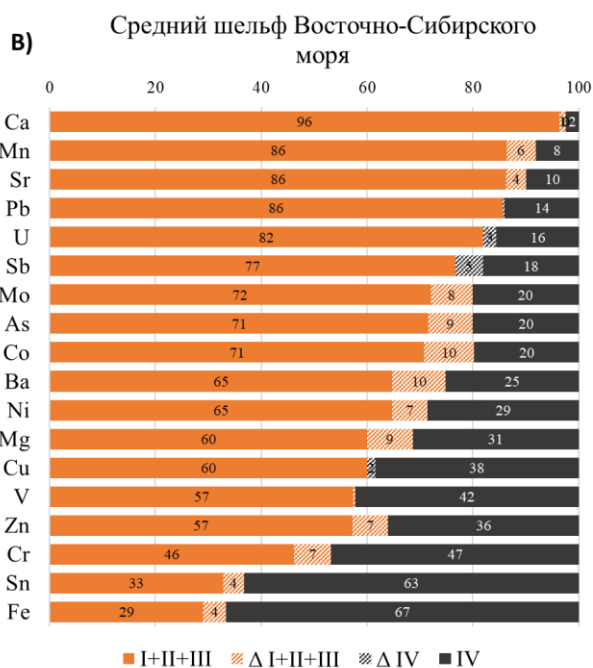 В)
Средний шельф Восточно-Сибирского
моря
0 20 40 60 80 100
Ca 96 2
Mn 86 6 8
Sr 86 4 10
Pb 86 14
U 82 3 16
Sb 77 5 18
Mo 72 8 20
As 71 9 20
Co 71 10 20
Ba 65 10 25
Ni 65 7 29
Mg 60 9 31
Cu 60 2 38
V 57 42
Zn 57 7 36
Cr 46 7 47
Sn 33 4 63
Fe 29 4 67
I+II+III Δ I+II+III Δ IV IV